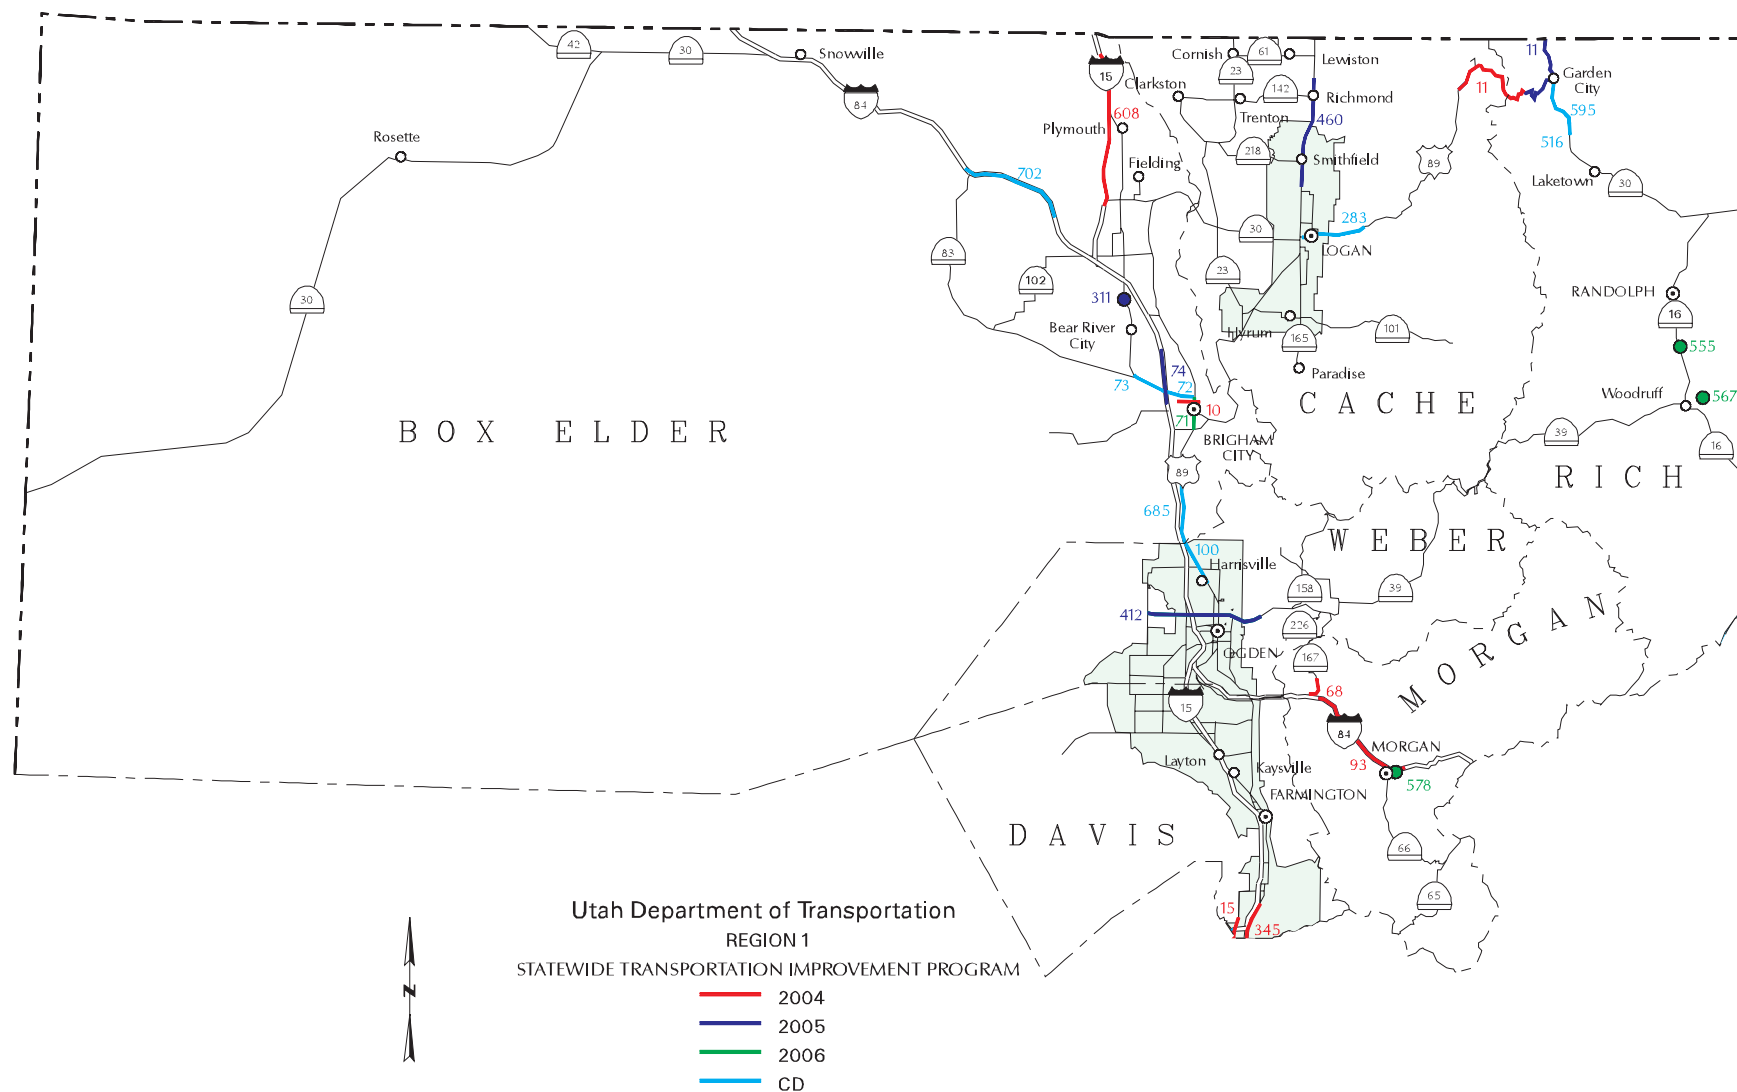 42
30
Snowville
84
Rosette
30
702
83
102
15
Clarkston
608
Plymouth
Fielding
Cornish
61
Lewiston
23
142
Richmond
Trenton
460
218
Smithfield
30
283
LOGAN
23
Hyrum
165
101
Paradise
11
11
Garden
City
595
516
89
Laketown
30
RANDOLPH
16
555
Woodruff
567
39
16
311
Bear River
City
74
73
72
10
71
BRIGHAM
CITY
BOX ELDER
CACHE
RICH
89
685
100
Harrisville
WEBER
158
39
412
226
OGDEN
167
MORGAN
68
15
84
MORGAN
93
578
Layton
Kaysville
FARMINGTON
DAVIS
66
65
15
345
N
Utah Department of Transportation
REGION 1
STATEWIDE TRANSPORTATION IMPROVEMENT PROGRAM
2004
2005
2006
CD